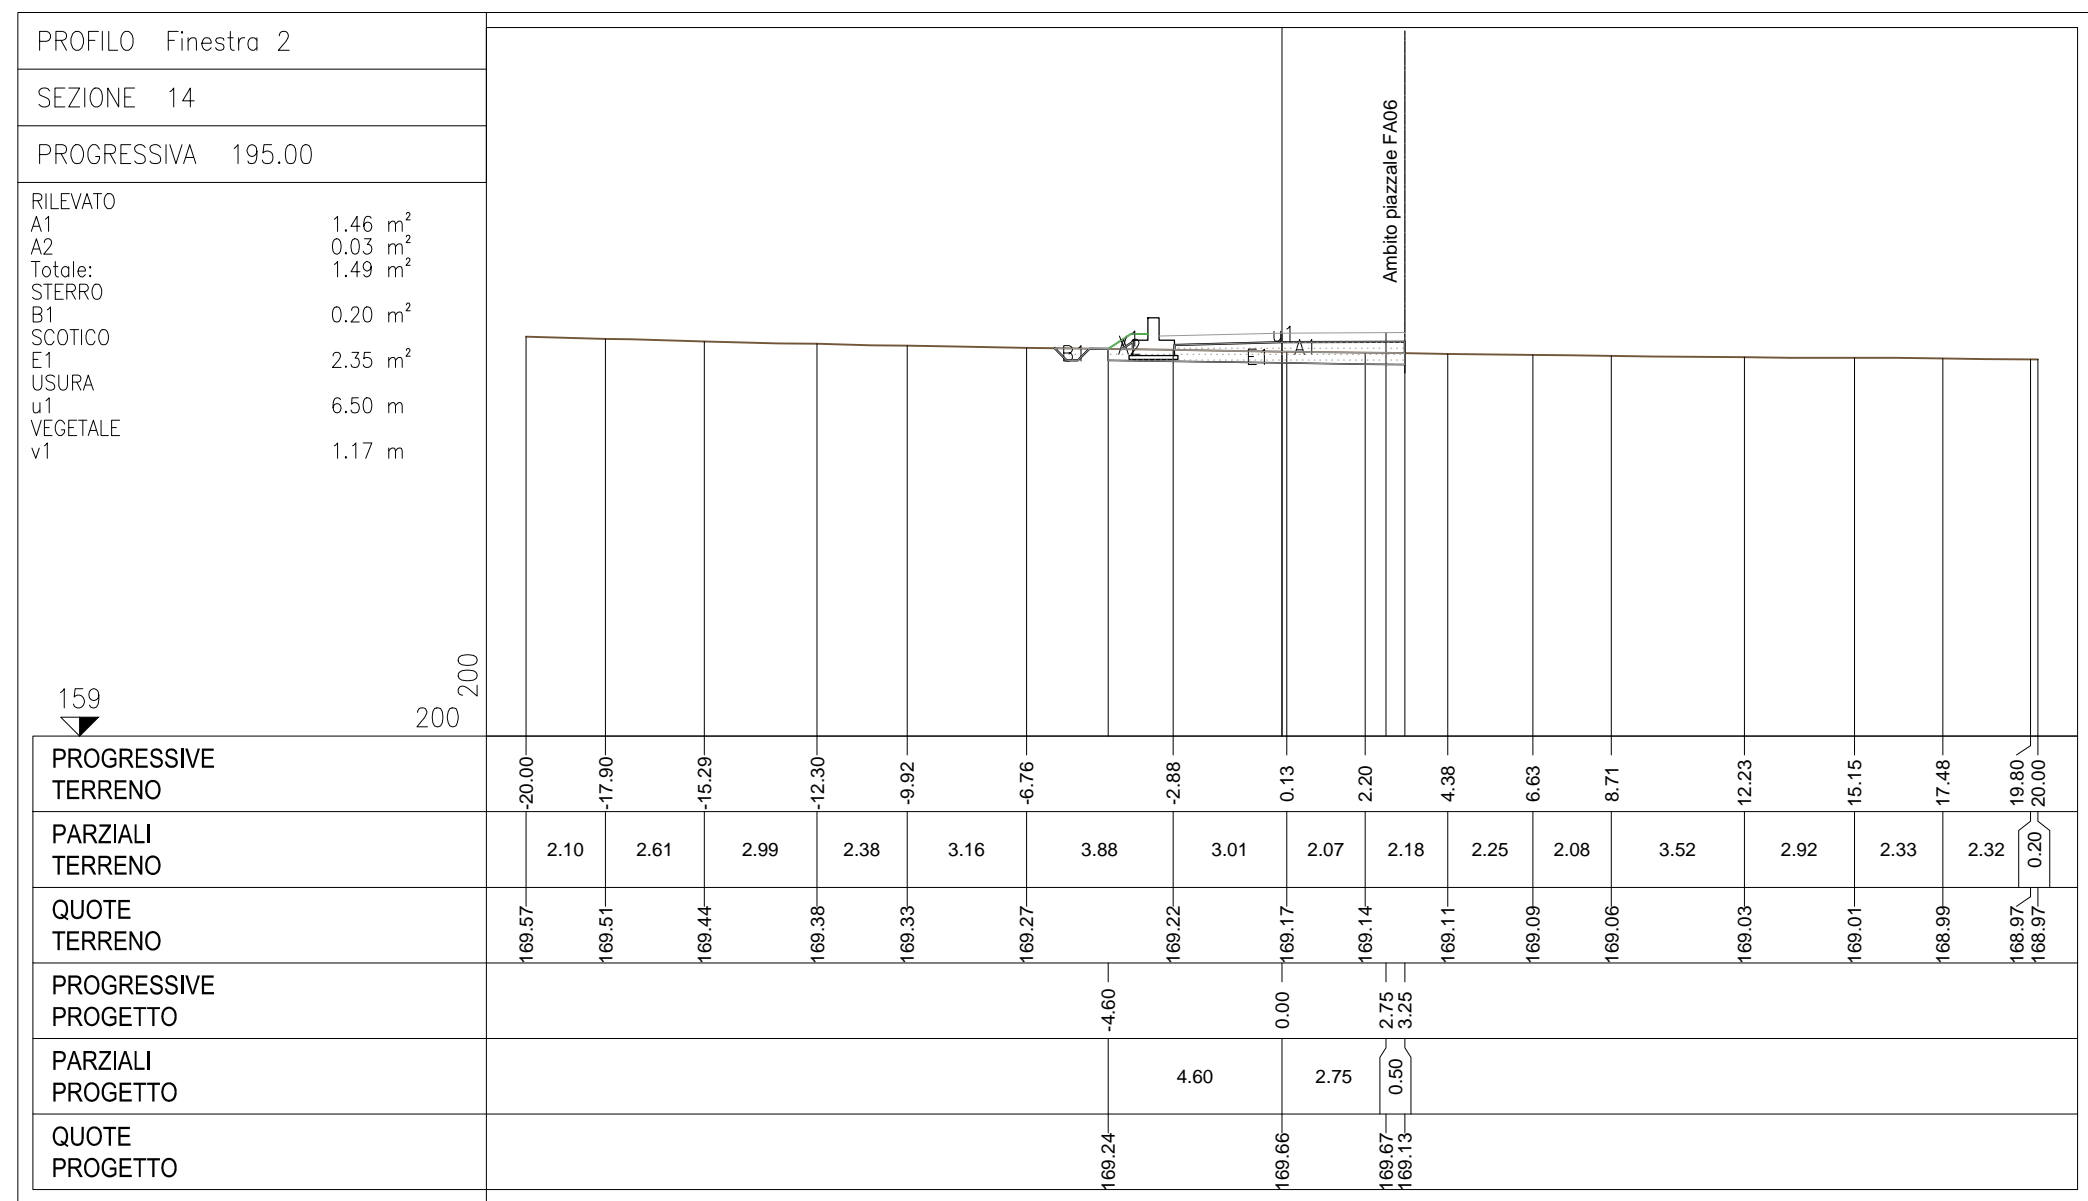 PROFILO Finestra 2
SEZIONE 14
PROGRESSIVA 195.00
RILEVATO
A1 1.46 m²
A2 0.03 m²
Totale: 1.49 m²
STERRO
B1 0.20 m²
SCOTICO
E1 2.35 m²
USURA
u1 6.50 m
VEGETALE
v1 1.17 m
159
200
200
Ambito piazzale FA06
B1
A2
u1
A1
E1
PROGRESSIVE
TERRENO
-20.00 -17.90 -15.29 -12.30 -9.92 -6.76 -2.88 0.13 2.20 4.38 6.63 8.71 12.23 15.15 17.48 19.80 20.00
PARZIALI
TERRENO
2.10 2.61 2.99 2.38 3.16 3.88 3.01 2.07 2.18 2.25 2.08 3.52 2.92 2.33 2.32 0.20
QUOTE
TERRENO
169.57 169.51 169.44 169.38 169.33 169.27 169.22 169.17 169.14 169.11 169.09 169.06 169.03 169.01 168.99 168.97 168.97
PROGRESSIVE
PROGETTO
-4.60 0.00 2.75 3.25
PARZIALI
PROGETTO
4.60 2.75 0.50
QUOTE
PROGETTO
169.24 169.66 169.67 169.13